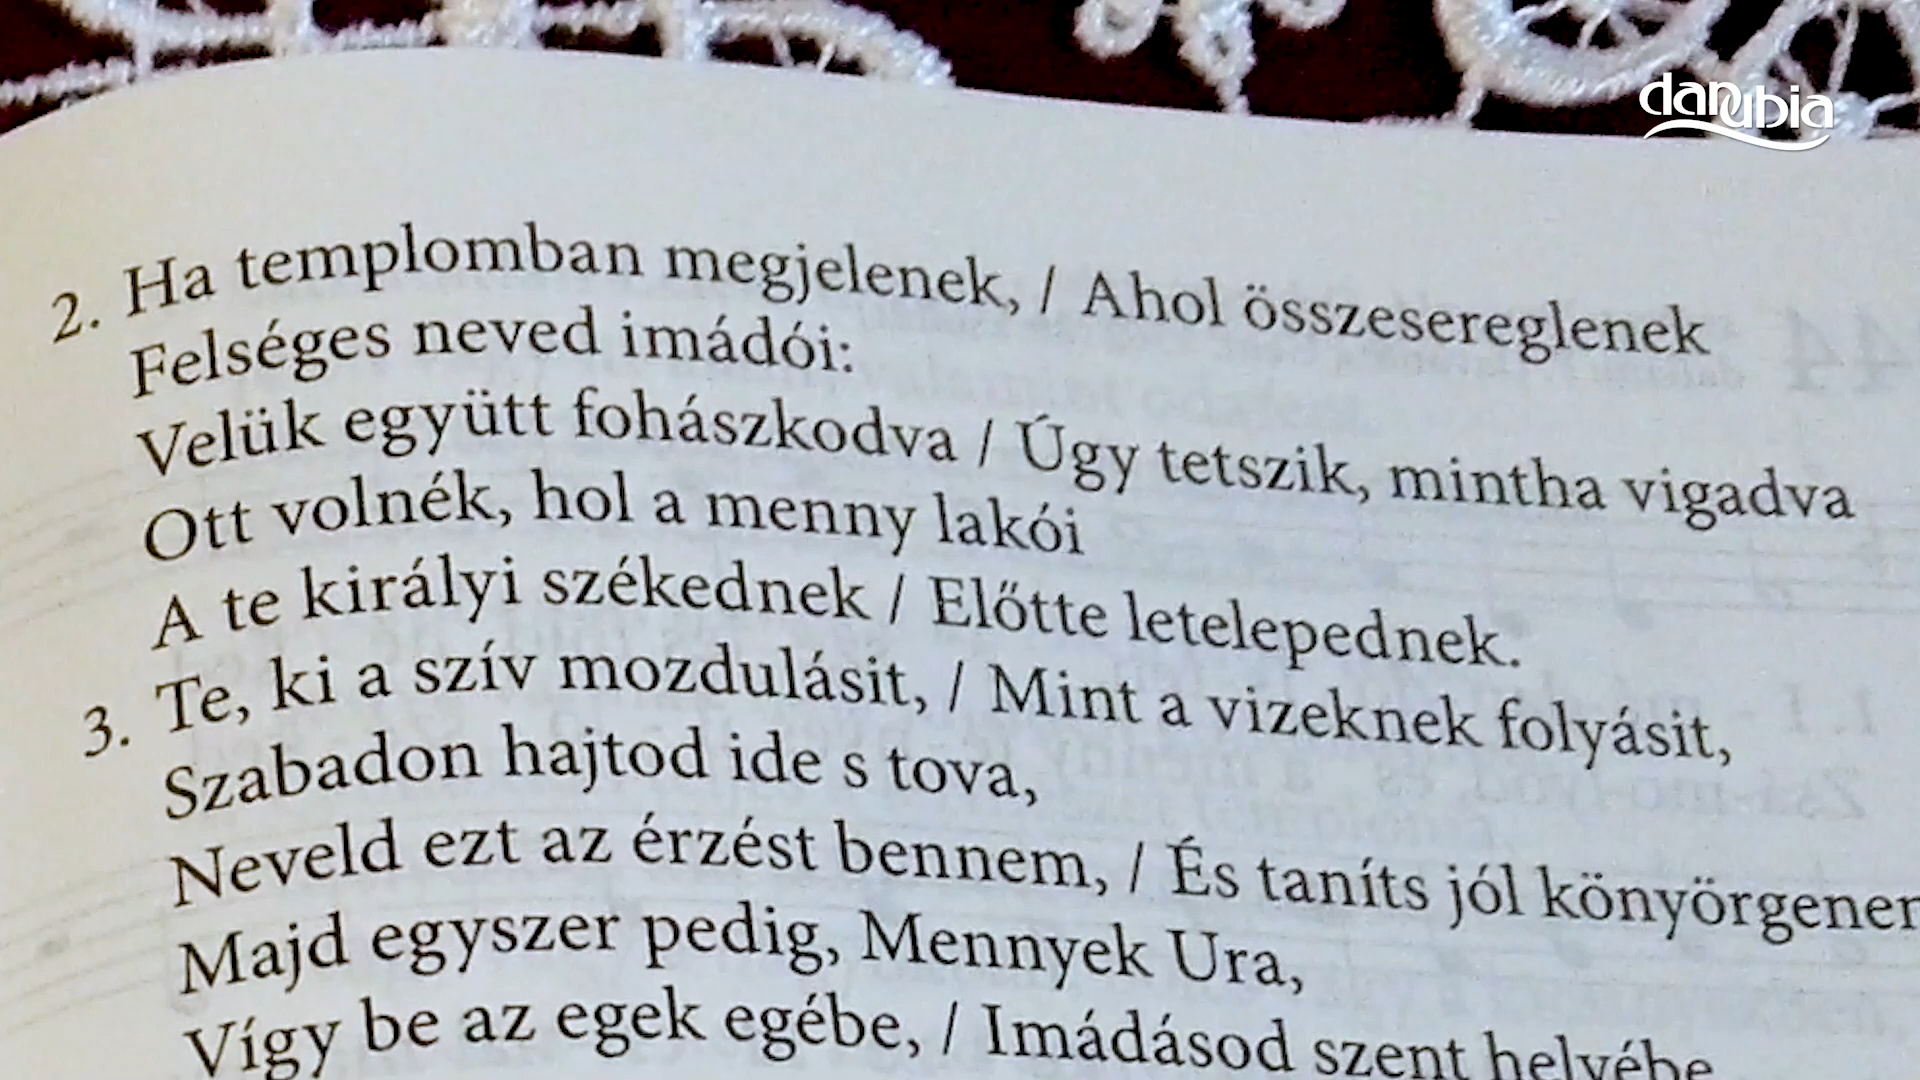 danubia
2. Ha templomban megjelenek, / Ahol összesereglenek
Felséges neved imádói:
Velük együtt fohászkodva / Úgy tetszik, mintha vigadva
Ott volnék, hol a menny lakói
A te királyi székednek / Előtte letelepednek.
3. Te, ki a szív mozdulásit, / Mint a vizeknek folyásit,
Szabadon hajtod ide s tova,
Neveld ezt az érzést bennem, / És taníts jól könyörgener
Majd egyszer pedig, Mennyek Ura,
Vígy be az egek egébe, / Imádásod szent helyébe